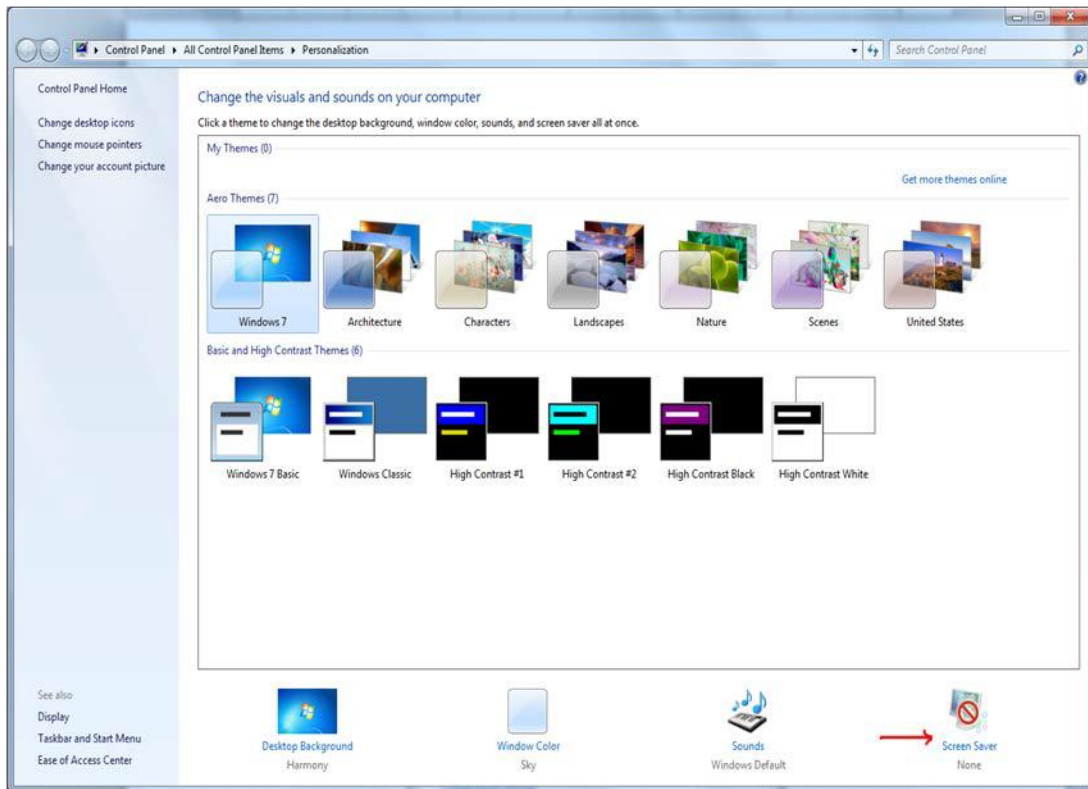 Control Panel ▸ All Control Panel Items ▸ Personalization
Search Control Panel
Control Panel Home
Change desktop icons
Change mouse pointers
Change your account picture
Change the visuals and sounds on your computer
Click a theme to change the desktop background, window color, sounds, and screen saver all at once.
My Themes (0)
Get more themes online
Aero Themes (7)
Windows 7 Architecture Characters Landscapes Nature Scenes United States
Basic and High Contrast Themes (6)
Windows 7 Basic Windows Classic High Contrast #1 High Contrast #2 High Contrast Black High Contrast White
See also
Display
Taskbar and Start Menu
Ease of Access Center
Desktop Background Window Color Sounds Screen Saver
Harmony Sky Windows Default None